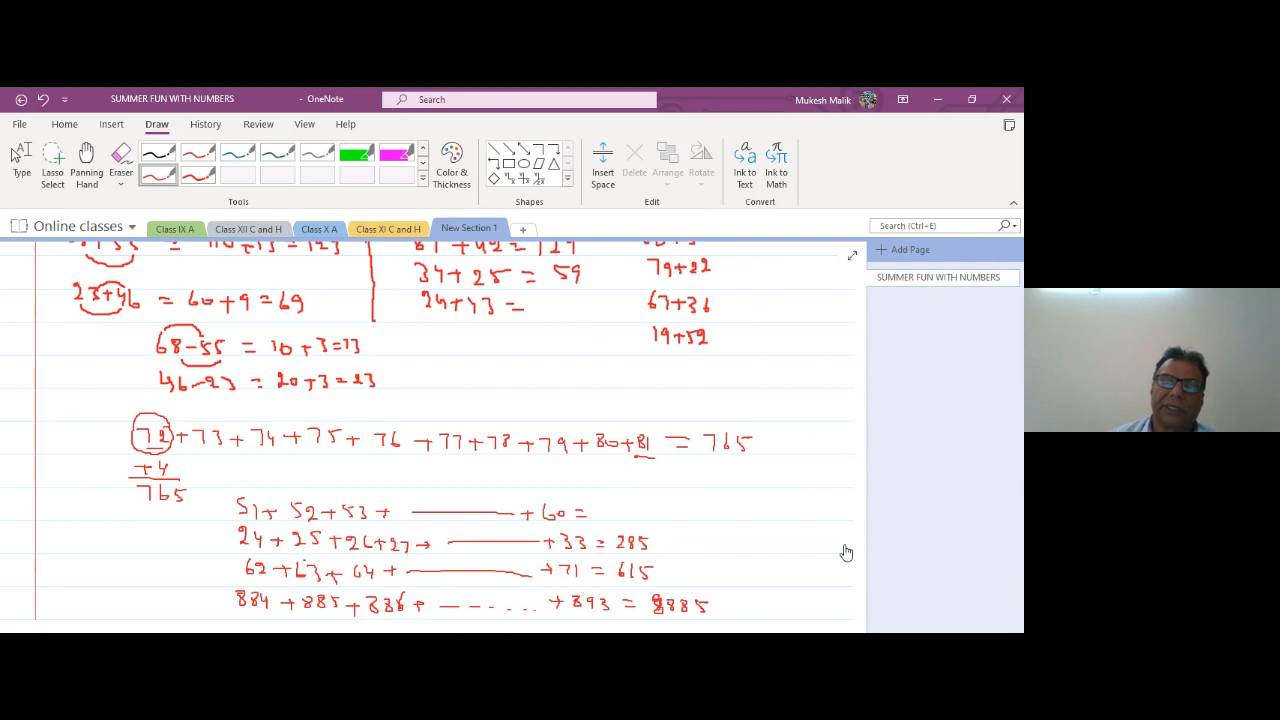 SUMMER FUN WITH NUMBERS - OneNote Search Mukesh Malik
File Home Insert Draw History Review View Help
Type Lasso Select Panning Hand Eraser Color & Thickness Insert Space Delete Arrange Rotate Ink to Text Ink to Math
Tools Shapes Edit Convert
Online classes Class IX A Class XII C and H Class X A Class XI C and H New Section 1 + Search (Ctrl+E)
+ Add Page
SUMMER FUN WITH NUMBERS
79+22
34+25 = 59
23+46 = 60+9=69
24+43 =
67+36
19+52
68-55 = 10+3=13
46-23 = 20+3=23
72+73+74+75+76+77+78+79+80+81=765
+4
765
51+52+53+ ——— +60=
24+25+26+27+ ——— +33=285
62+63+64+ ——— +71=615
884+885+886+ - - . . . . +893=8885